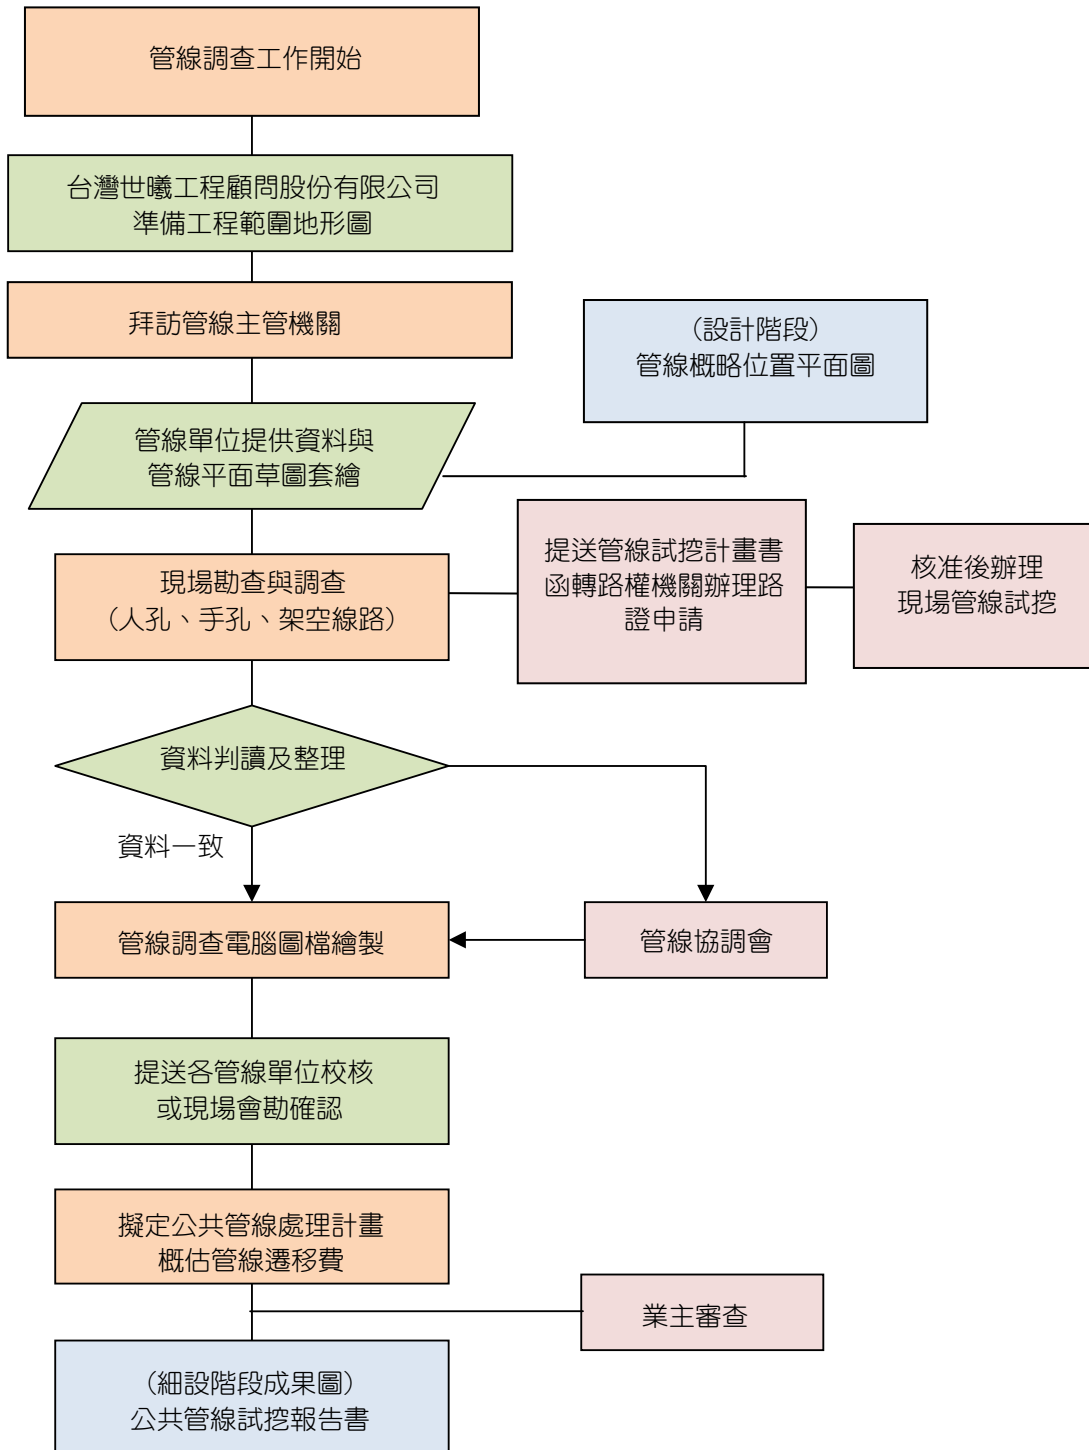 管線調查工作開始
台灣世曦工程顧問股份有限公司
準備工程範圍地形圖
拜訪管線主管機關
(設計階段)
管線概略位置平面圖
管線單位提供資料與
管線平面草圖套繪
現場勘查與調查
(人孔、手孔、架空線路)
提送管線試挖計畫書
函轉路權機關辦理路
證申請
核准後辦理
現場管線試挖
資料判讀及整理
資料一致
管線調查電腦圖檔繪製
管線協調會
提送各管線單位校核
或現場會勘確認
擬定公共管線處理計畫
概估管線遷移費
業主審查
(細設階段成果圖)
公共管線試挖報告書